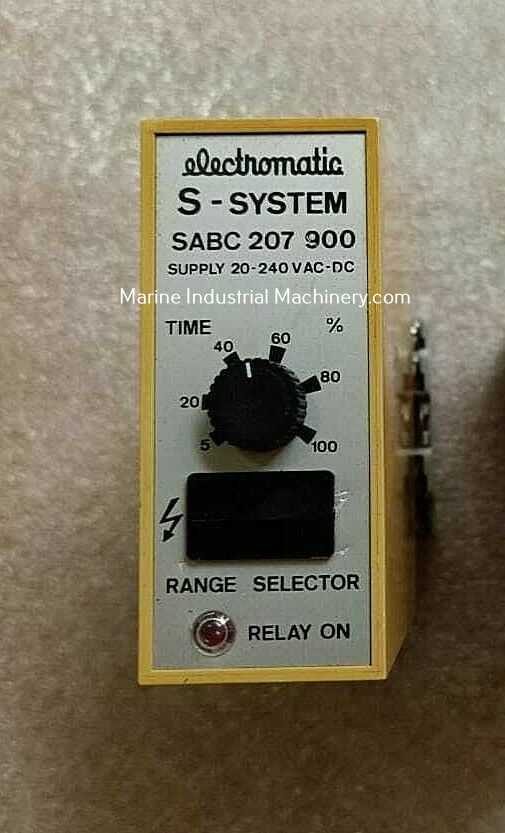 electromatic
S - SYSTEM
SABC 207 900
SUPPLY 20-240 VAC-DC
Marine Industrial Machinery.com
TIME %
5 20 40 60 80 100
RANGE SELECTOR
RELAY ON